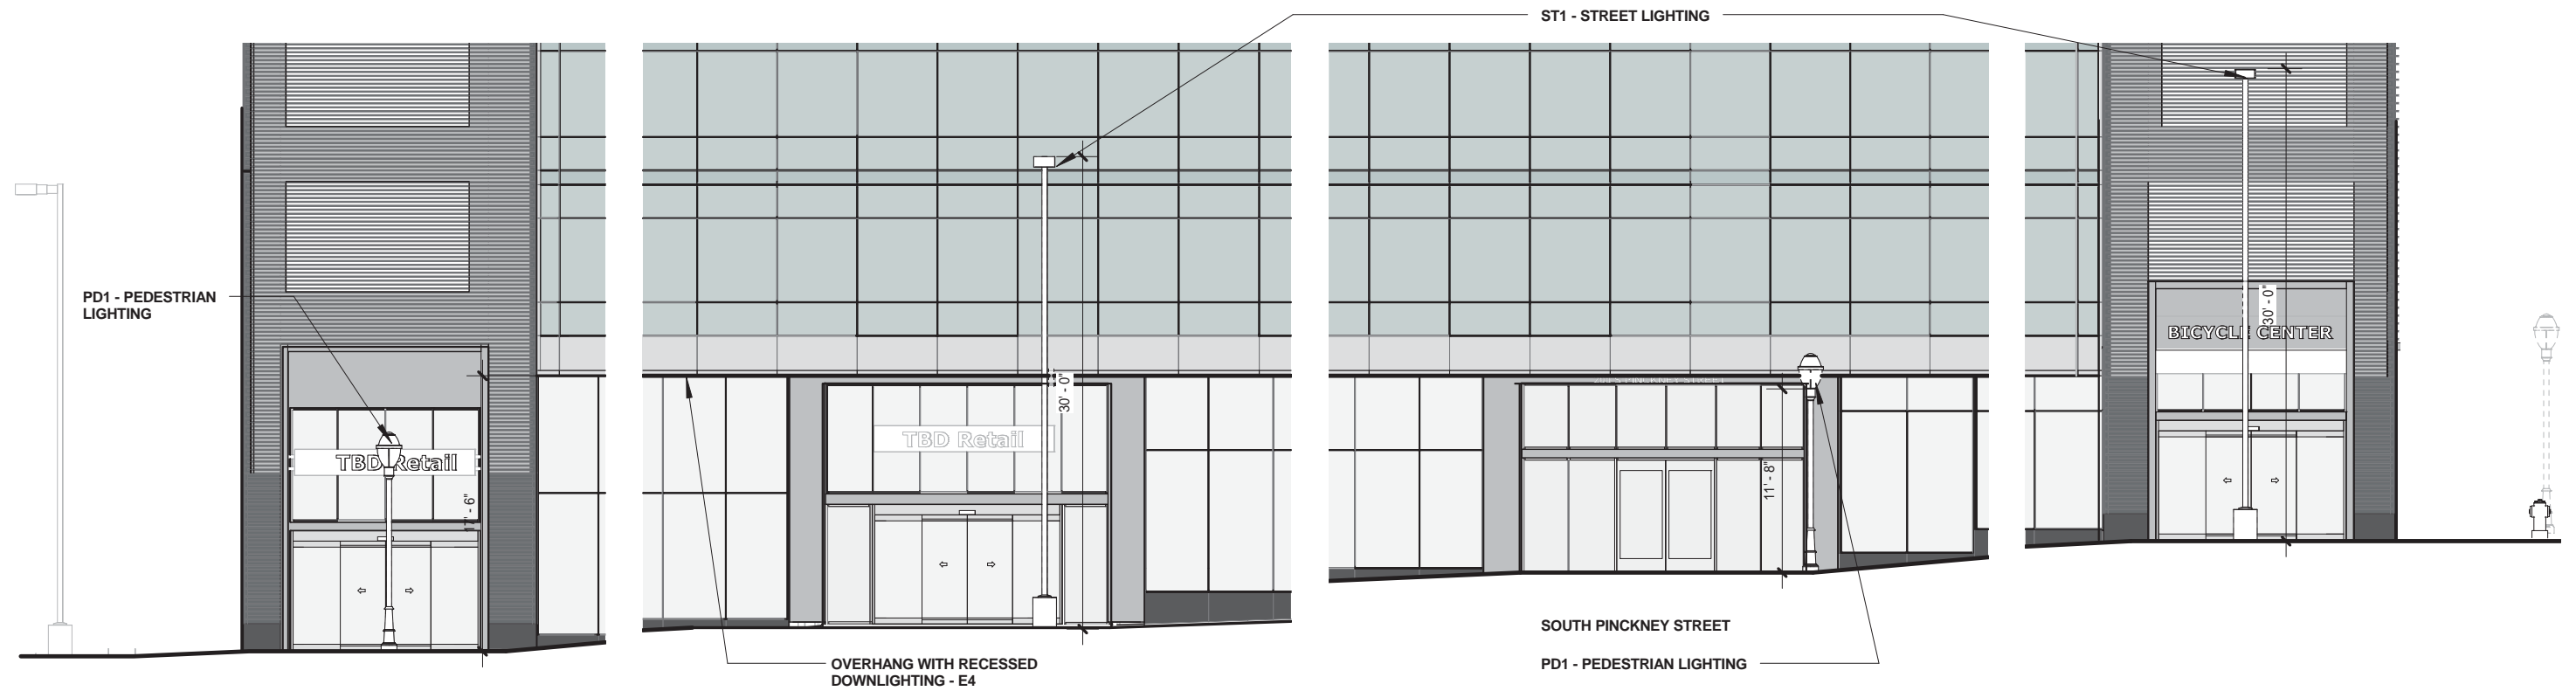 ST1 - STREET LIGHTING
PD1 - PEDESTRIAN
LIGHTING
30' - 0"
BICYCLE CENTER
30' - 0"
TBD Retail
TBD Retail
17' - 6"
11' - 8"
SOUTH PINCKNEY STREET
OVERHANG WITH RECESSED
DOWNLIGHTING - E4
PD1 - PEDESTRIAN LIGHTING